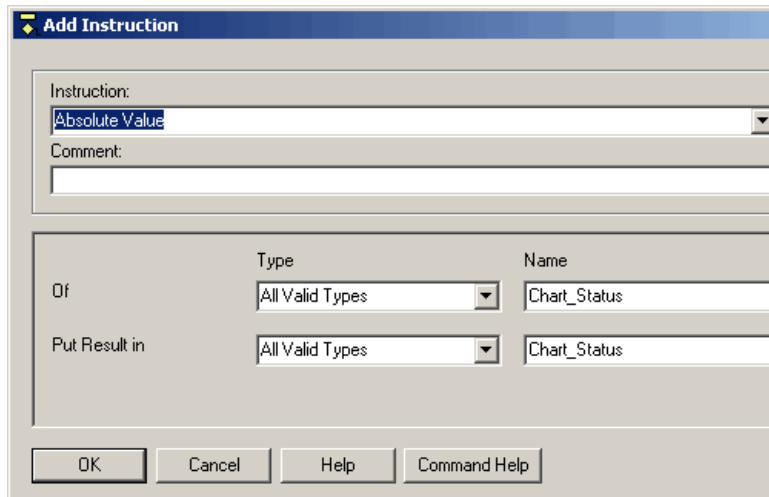 Add Instruction
Instruction:
Absolute Value
Comment:
Type Name
Of All Valid Types Chart_Status
Put Result in All Valid Types Chart_Status
OK Cancel Help Command Help